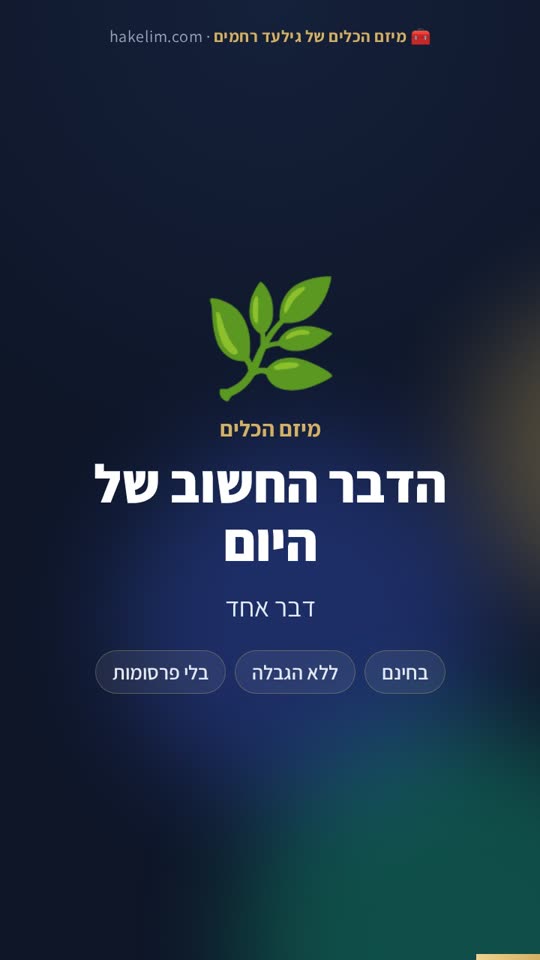 🧰 מיזם הכלים של גילעד רחמים · hakelim.com
מיזם הכלים
הדבר החשוב של
היום
דבר אחד
בחינם
ללא הגבלה
בלי פרסומות